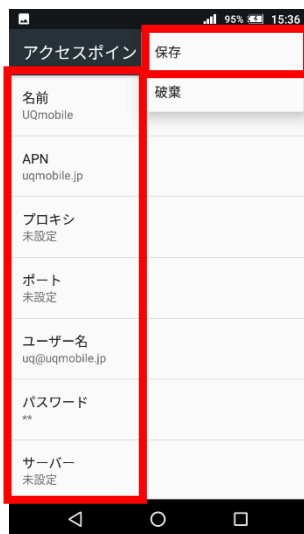 95% 15:36
アクセスポイン
保存
破棄
名前
UQmobile
APN
uqmobile.jp
プロキシ
未設定
ポート
未設定
ユーザー名
uq@uqmobile.jp
パスワード
**
サーバー
未設定